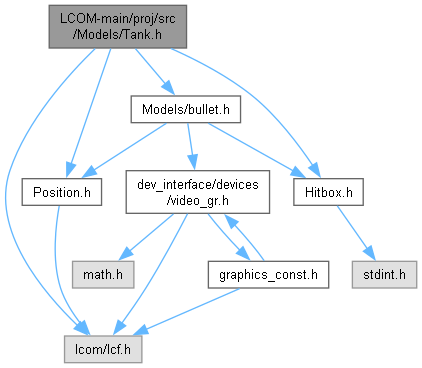 LCOM-main/proj/src
/Models/Tank.h
Models/bullet.h
Position.h
dev_interface/devices
/video_gr.h
Hitbox.h
math.h
graphics_const.h
stdint.h
lcom/lcf.h